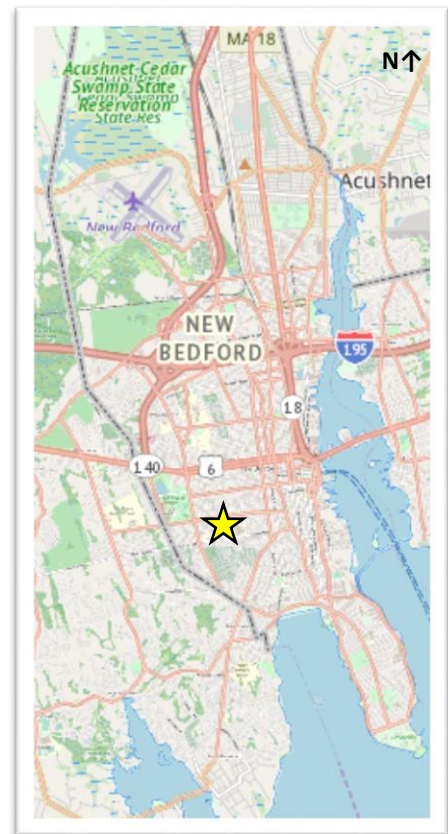 MA 18
N↑
Acushnet Cedar
Swamp State
Reservation
State Res
Acushnet
New Bedford
NEW
BEDFORD
195
18
140
6